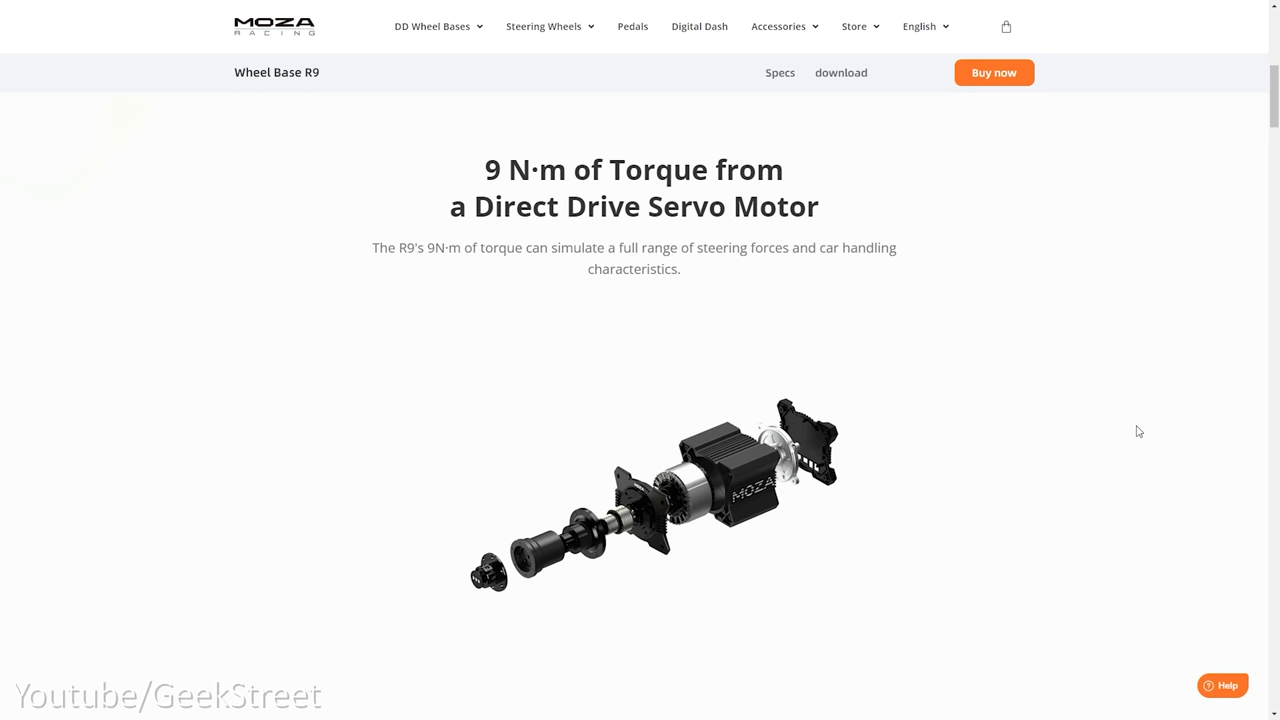 MOZA
RACING
DD Wheel Bases
Steering Wheels
Pedals
Digital Dash
Accessories
Store
English
Wheel Base R9
Specs
download
Buy now
9 N·m of Torque from
a Direct Drive Servo Motor
The R9's 9N·m of torque can simulate a full range of steering forces and car handling
characteristics.
MOZA
Help
Youtube/GeekStreet